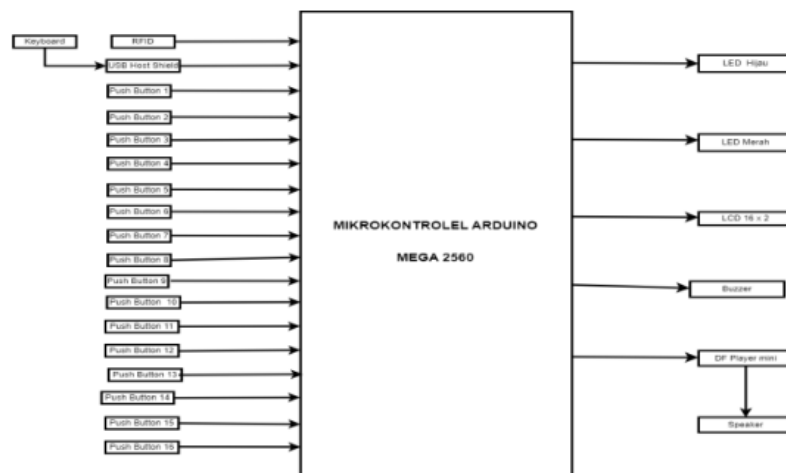 Keyboard
RFID
USB Host Shield
Push Button 1
Push Button 2
Push Button 3
Push Button 4
Push Button 5
Push Button 6
Push Button 7
Push Button 8
Push Button 9
Push Button 10
Push Button 11
Push Button 12
Push Button 13
Push Button 14
Push Button 15
Push Button 16
MIKROKONTROLEL ARDUINO
MEGA 2560
LED Hijau
LED Merah
LCD 16 x 2
Buzzer
DF Player mini
Speaker